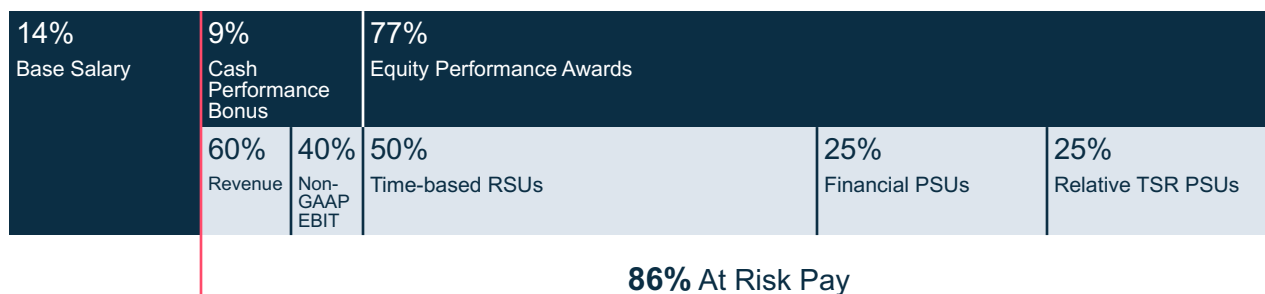 14%
Base Salary
9%
Cash
Performance
Bonus
77%
Equity Performance Awards
60%
Revenue
40%
Non-
GAAP
EBIT
50%
Time-based RSUs
25%
Financial PSUs
25%
Relative TSR PSUs
86% At Risk Pay